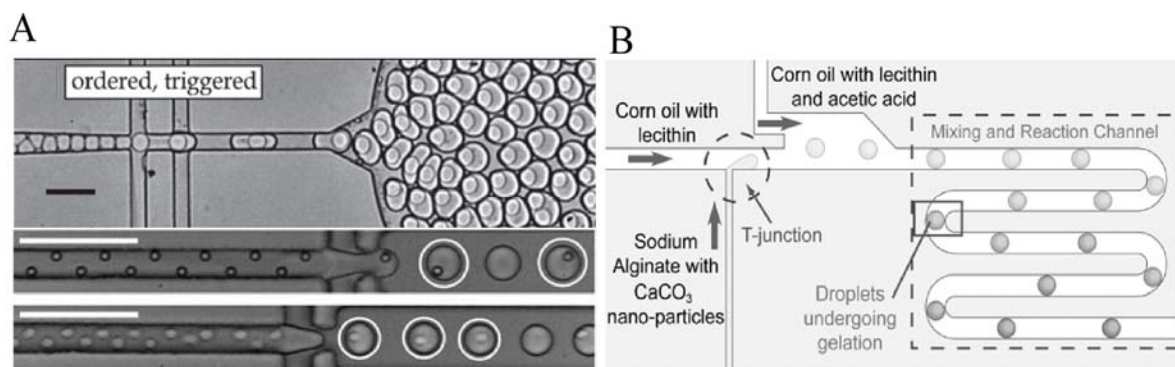 A
ordered, triggered
B
Corn oil with lecithin
and acetic acid
Corn oil with
lecithin
Mixing and Reaction Channel
T-junction
Sodium
Alginate with
CaCO₃
nano-particles
Droplets
undergoing
gelation